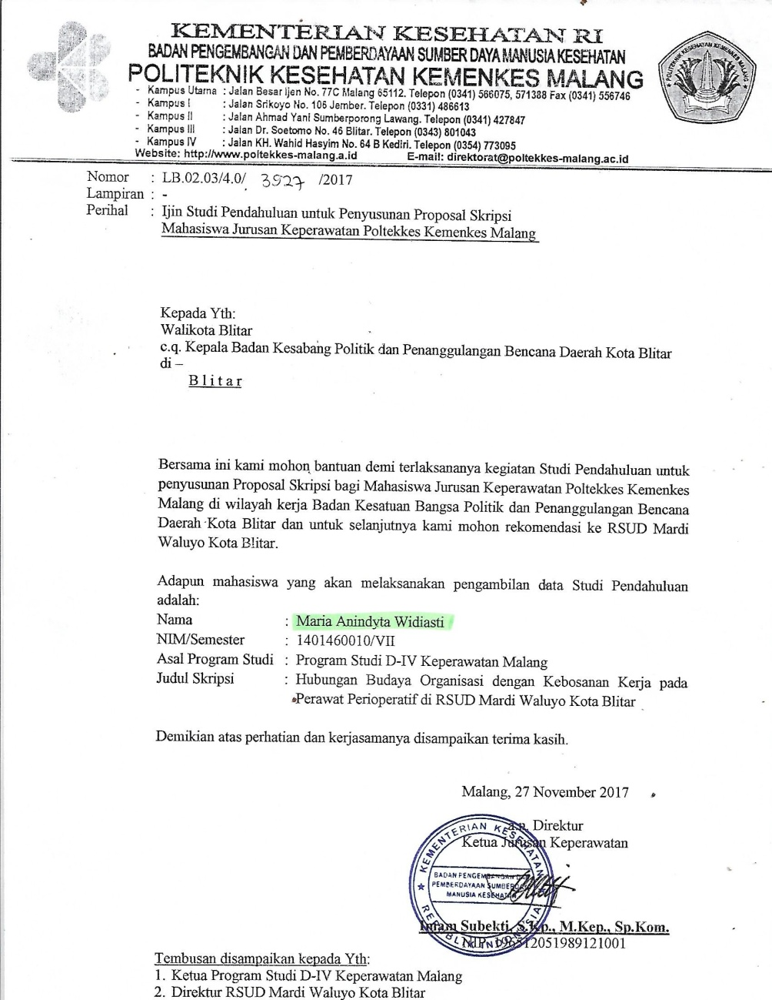 KEMENTERIAN KESEHATAN RI
BADAN PENGEMBANGAN DAN PEMBERDAYAAN SUMBER DAYA MANUSIA KESEHATAN
POLITEKNIK KESEHATAN KEMENKES MALANG
- Kampus Utama : Jalan Besar Ijen No. 77C Malang 65112. Telepon (0341) 566075, 571388 Fax (0341) 556746
- Kampus I : Jalan Srikoyo No. 106 Jember. Telepon (0331) 486613
- Kampus II : Jalan Ahmad Yani Sumberporong Lawang. Telepon (0341) 427847
- Kampus III : Jalan Dr. Soetomo No. 46 Blitar. Telepon (0343) 801043
- Kampus IV : Jalan KH. Wahid Hasyim No. 64 B Kediri. Telepon (0354) 773095
Website: http://www.poltekkes-malang.a.id E-mail: direktorat@poltekkes-malang.ac.id
Nomor : LB.02.03/4.0/ 3927 /2017
Lampiran : -
Perihal : Ijin Studi Pendahuluan untuk Penyusunan Proposal Skripsi
Mahasiswa Jurusan Keperawatan Poltekkes Kemenkes Malang
Kepada Yth:
Walikota Blitar
c.q. Kepala Badan Kesabang Politik dan Penanggulangan Bencana Daerah Kota Blitar
di –
Blitar
Bersama ini kami mohon bantuan demi terlaksananya kegiatan Studi Pendahuluan untuk
penyusunan Proposal Skripsi bagi Mahasiswa Jurusan Keperawatan Poltekkes Kemenkes
Malang di wilayah kerja Badan Kesatuan Bangsa Politik dan Penanggulangan Bencana
Daerah Kota Blitar dan untuk selanjutnya kami mohon rekomendasi ke RSUD Mardi
Waluyo Kota Blitar.
Adapun mahasiswa yang akan melaksanakan pengambilan data Studi Pendahuluan
adalah:
Nama : Maria Anindyta Widiasti
NIM/Semester : 1401460010/VII
Asal Program Studi : Program Studi D-IV Keperawatan Malang
Judul Skripsi : Hubungan Budaya Organisasi dengan Kebosanan Kerja pada
Perawat Perioperatif di RSUD Mardi Waluyo Kota Blitar
Demikian atas perhatian dan kerjasamanya disampaikan terima kasih.
Malang, 27 November 2017
a.n. Direktur
Ketua Jurusan Keperawatan
KEMENTERIAN KESEHATAN
BADAN PENGEMBANGAN DAN
PEMBERDAYAAN SUMBER DAYA
MANUSIA KESEHATAN
REPUBLIK INDONESIA
Imam Subekti, S.Kp., M.Kep., Sp.Kom.
NIP. 196512051989121001
Tembusan disampaikan kepada Yth:
1. Ketua Program Studi D-IV Keperawatan Malang
2. Direktur RSUD Mardi Waluyo Kota Blitar